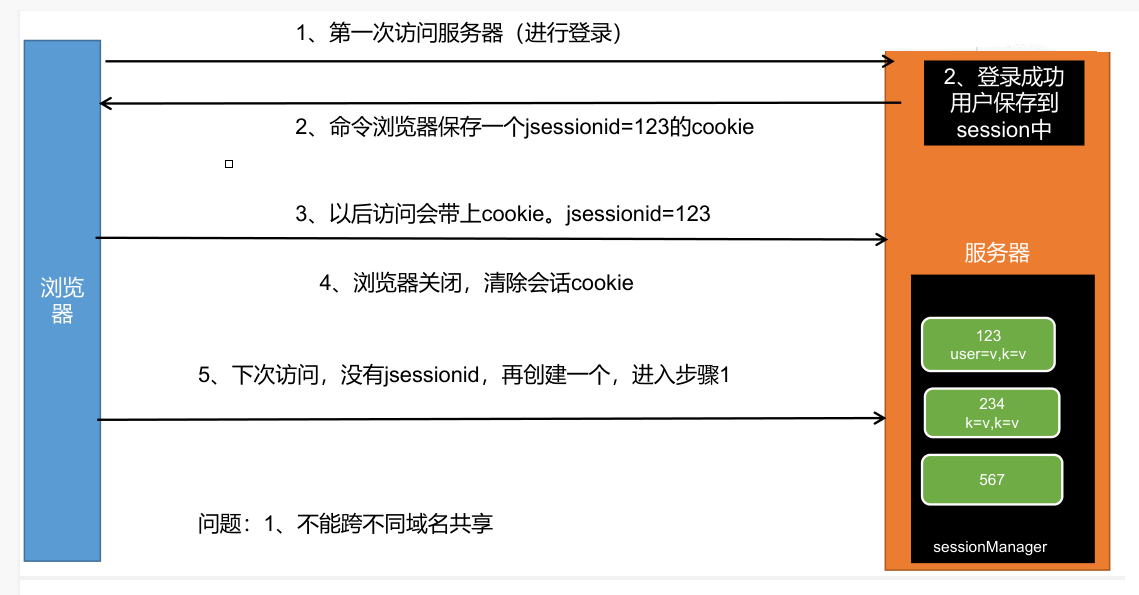 1、第一次访问服务器（进行登录）
2、登录成功
用户保存到
session中
2、命令浏览器保存一个jsessionid=123的cookie
3、以后访问会带上cookie。jsessionid=123
服务器
浏览
器
4、浏览器关闭，清除会话cookie
123
user=v,k=v
5、下次访问，没有jsessionid，再创建一个，进入步骤1
234
k=v,k=v
567
问题：1、不能跨不同域名共享
sessionManager